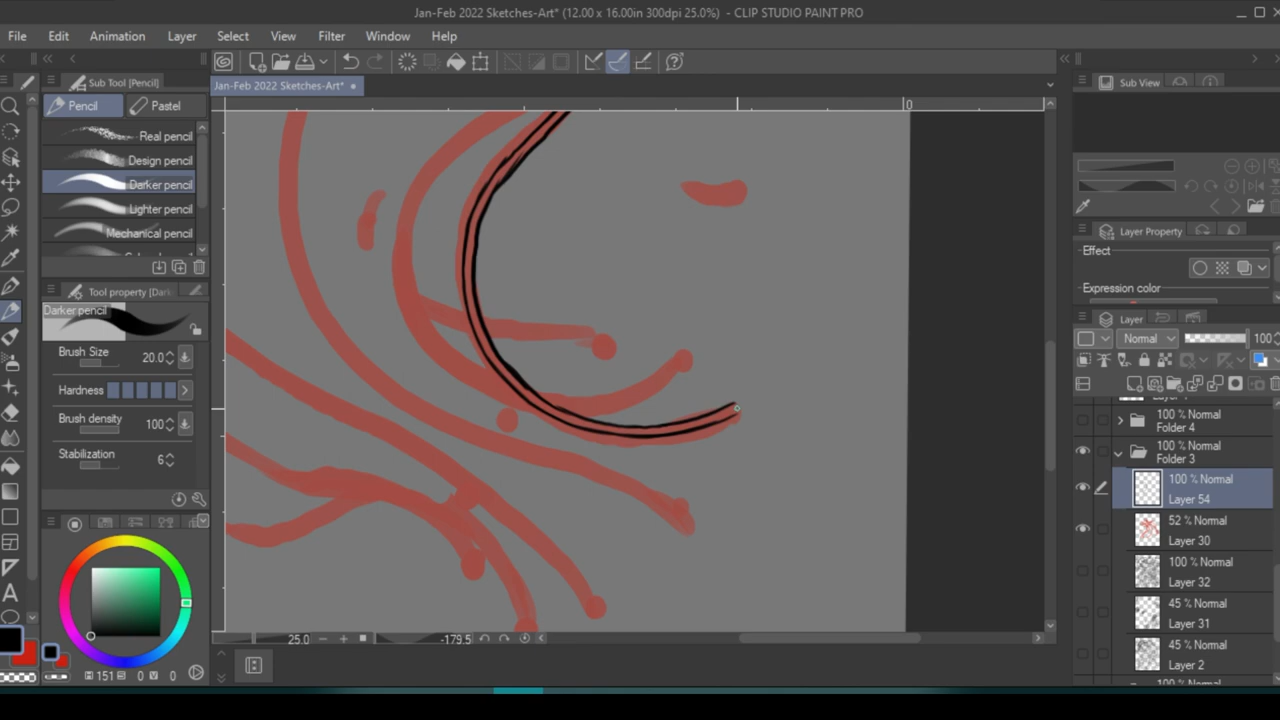 Jan-Feb 2022 Sketches-Art* (12.00 x 16.00in 300dpi 25.0%) - CLIP STUDIO PAINT PRO
File Edit Animation Layer Select View Filter Window Help
Sub Tool [Pencil]
Pencil Pastel
Real pencil
Design pencil
Darker pencil
Lighter pencil
Mechanical pencil
Tool property [Dar
Darker pencil
Brush Size 20.0
Hardness
Brush density 100
Stabilization 6
H 151 S 0 V 0
Jan-Feb 2022 Sketches-Art*
0
25.0 -179.5
Sub View
Layer Property
Effect
Expression color
Layer
Normal 100
100 % Normal
Folder 4
100 % Normal
Folder 3
100 % Normal
Layer 54
52 % Normal
Layer 30
100 % Normal
Layer 32
45 % Normal
Layer 31
45 % Normal
Layer 2